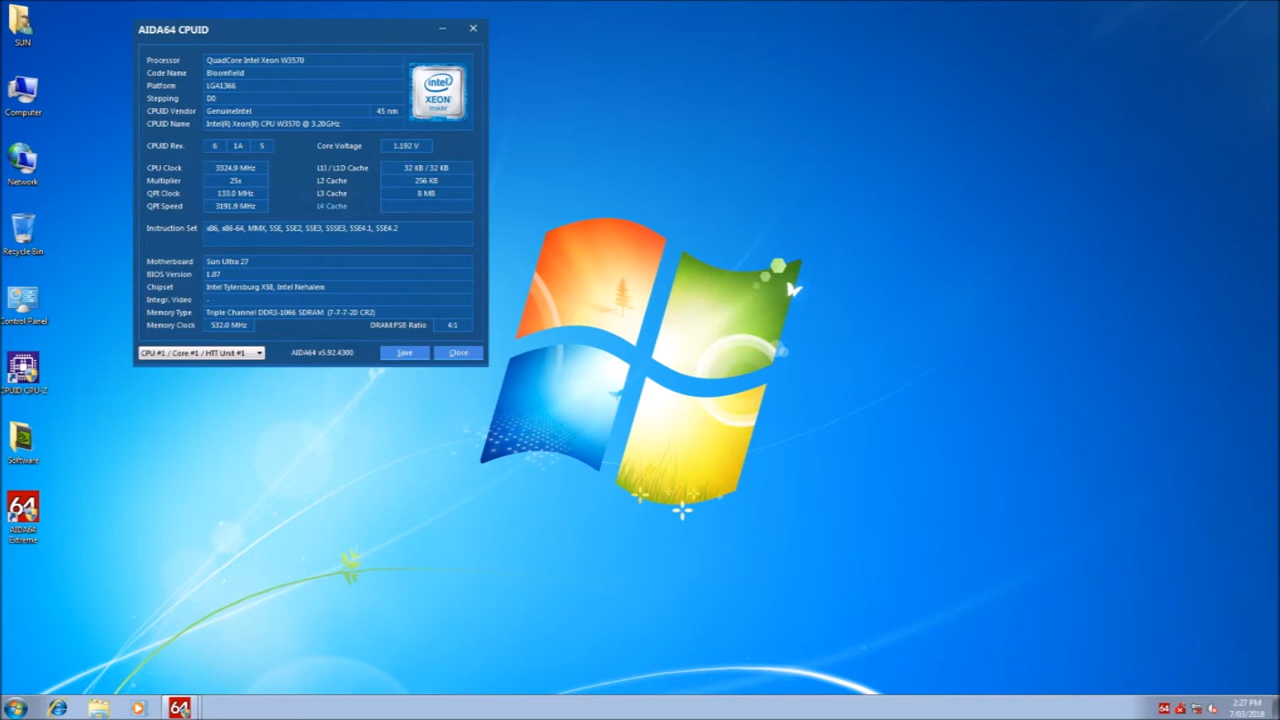 SUN
Computer
Network
Recycle Bin
Control Panel
CPUID CPU-Z
Software
64
AIDA64
Extreme
AIDA64 CPUID
Processor QuadCore Intel Xeon W3570
Code Name Bloomfield
Platform LGA1366
Stepping D0
CPUID Vendor GenuineIntel 45 nm
CPUID Name Intel(R) Xeon(R) CPU W3570 @ 3.20GHz
intel
XEON
inside
CPUID Rev. 6 1A 5 Core Voltage 1.192 V
CPU Clock 3324.9 MHz L1I / L1D Cache 32 KB / 32 KB
Multiplier 25x L2 Cache 256 KB
QPI Clock 133.0 MHz L3 Cache 8 MB
QPI Speed 3191.9 MHz L4 Cache
Instruction Set x86, x86-64, MMX, SSE, SSE2, SSE3, SSSE3, SSE4.1, SSE4.2
Motherboard Sun Ultra 27
BIOS Version 1.07
Chipset Intel Tylersburg X58, Intel Nehalem
Integr. Video -
Memory Type Triple Channel DDR3-1066 SDRAM (7-7-7-20 CR2)
Memory Clock 532.0 MHz DRAM:FSB Ratio 4:1
CPU #1 / Core #1 / HTT Unit #1 AIDA64 v5.92.4300 Save Close
64
64
2:27 PM
7/03/2018